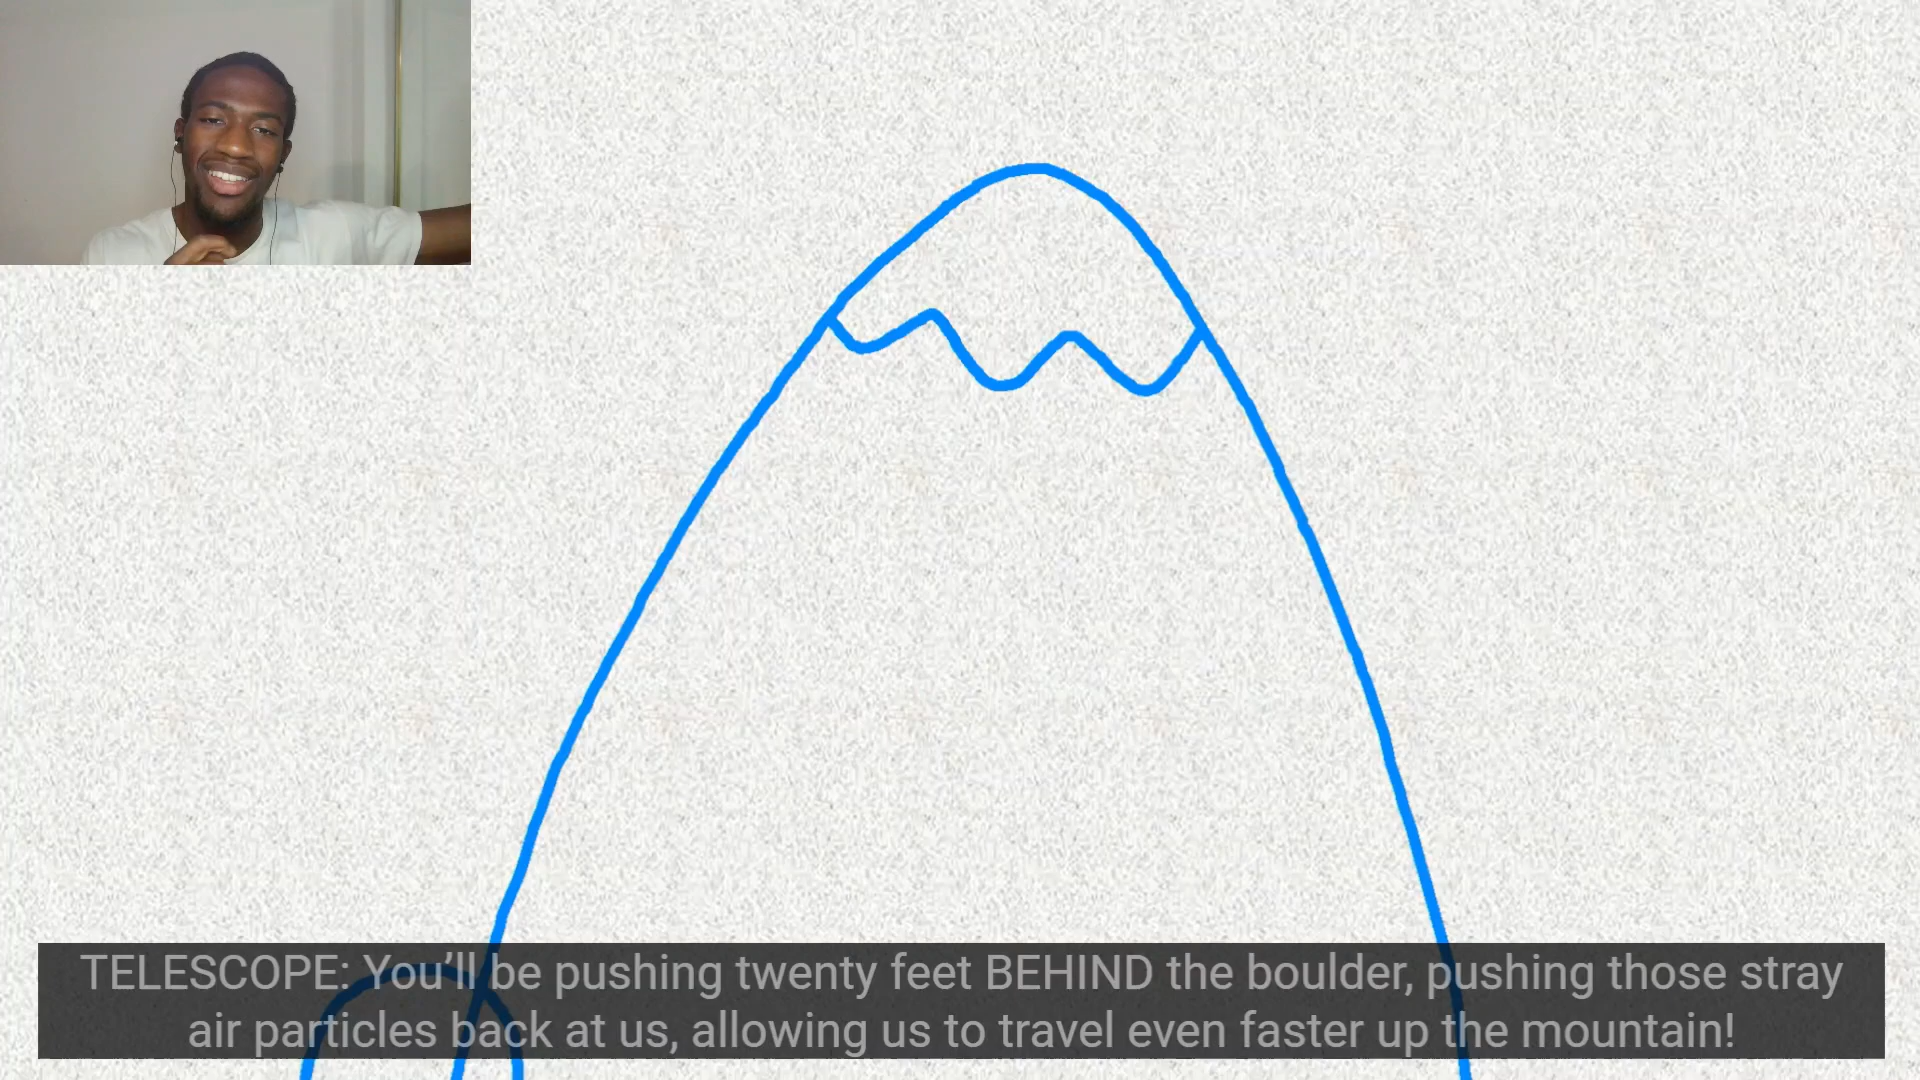 TELESCOPE: You’ll be pushing twenty feet BEHIND the boulder, pushing those stray
air particles back at us, allowing us to travel even faster up the mountain!